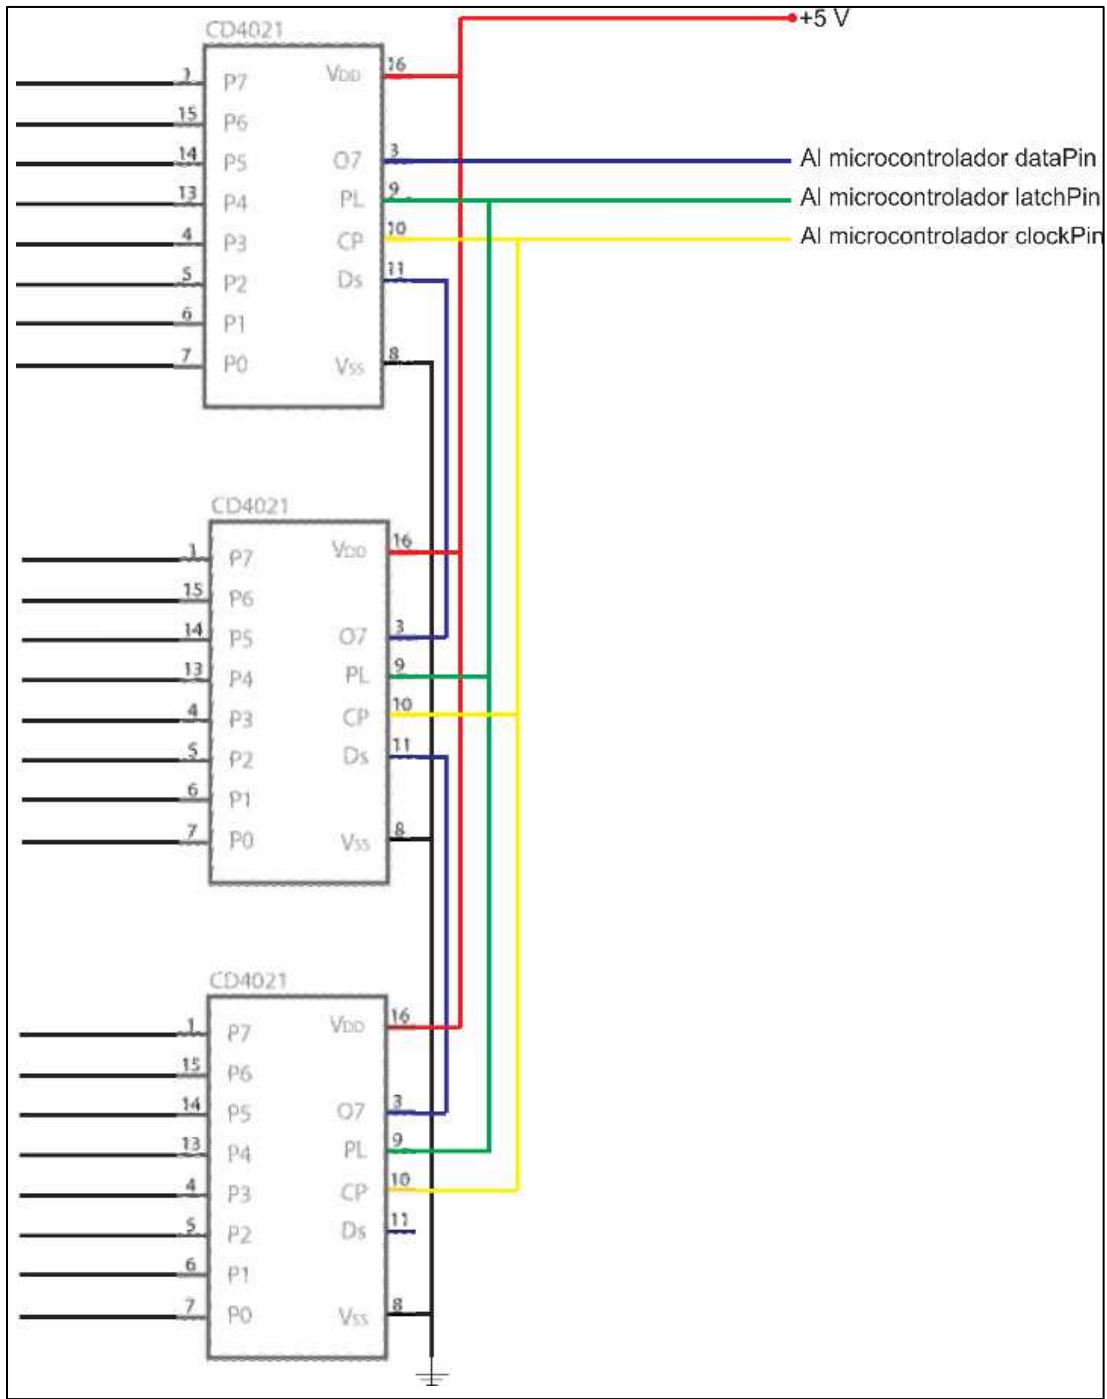 CD4021
+5 V
1 P7 VDD 16
15 P6
14 P5 O7 3 Al microcontrolador dataPin
13 P4 PL 9 Al microcontrolador latchPin
4 P3 CP 10 Al microcontrolador clockPin
5 P2 Ds 11
6 P1
7 P0 Vss 8
CD4021
1 P7 VDD 16
15 P6
14 P5 O7 3
13 P4 PL 9
4 P3 CP 10
5 P2 Ds 11
6 P1
7 P0 Vss 8
CD4021
1 P7 VDD 16
15 P6
14 P5 O7 3
13 P4 PL 9
4 P3 CP 10
5 P2 Ds 11
6 P1
7 P0 Vss 8